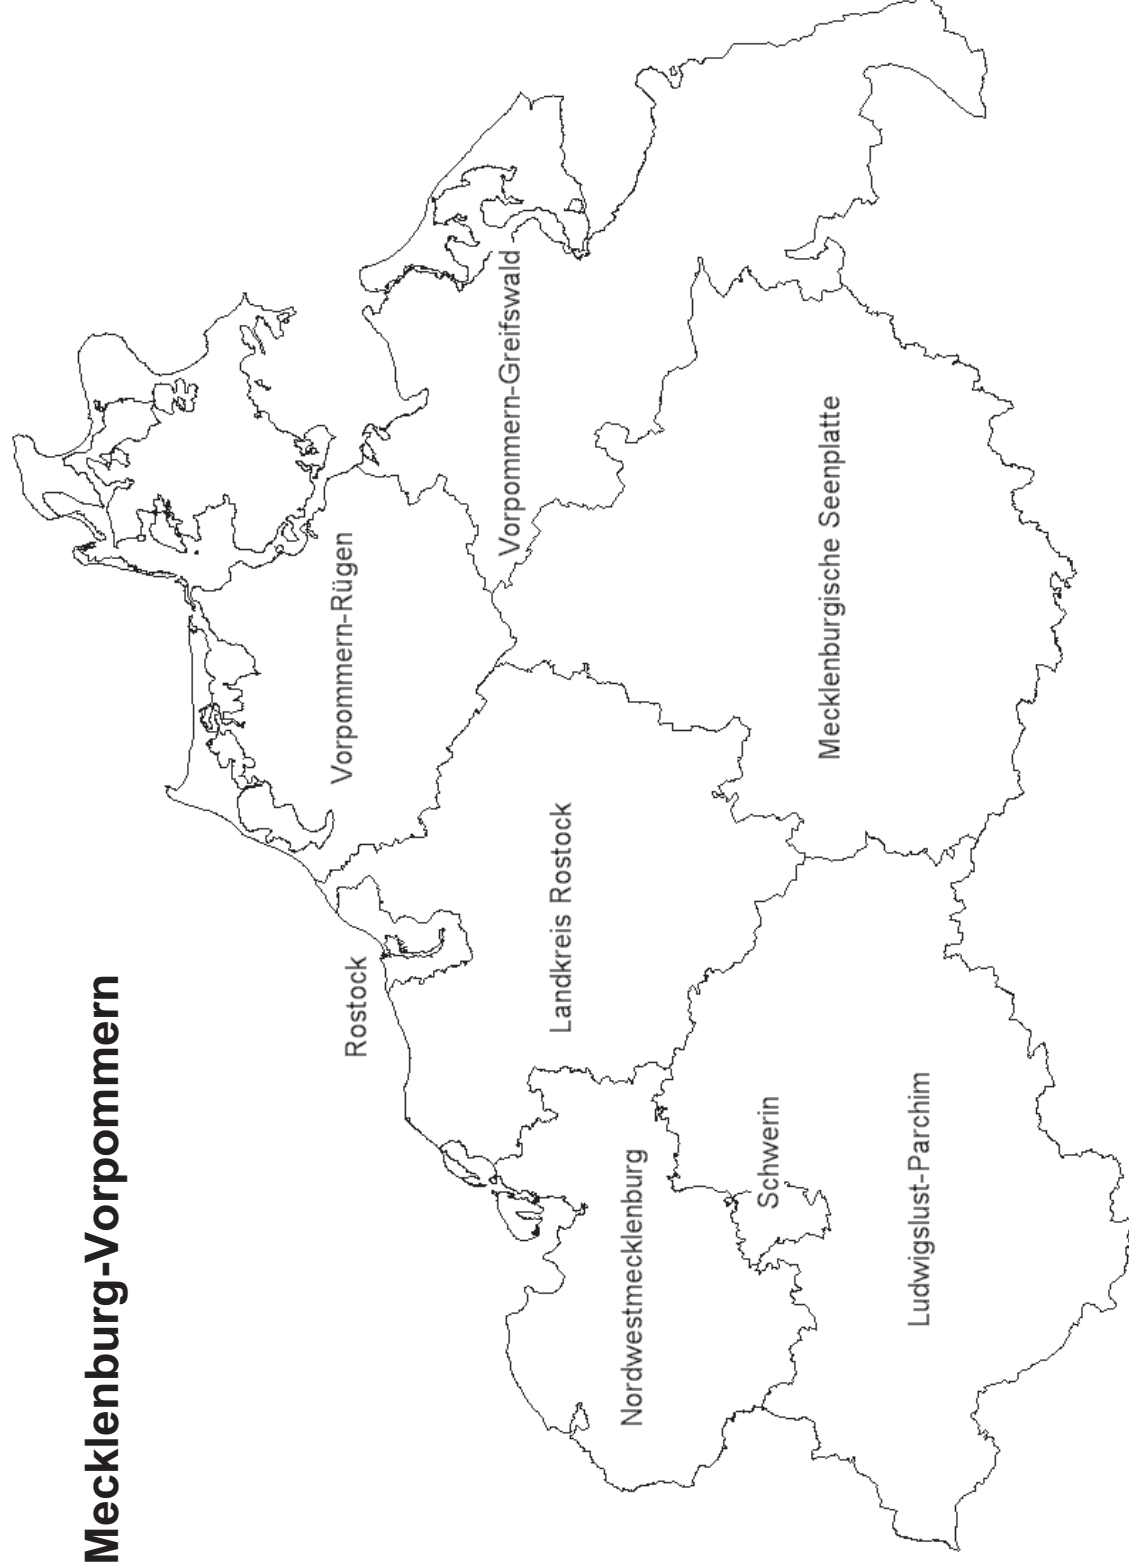 Mecklenburg-Vorpommern
Vorpommern-Rügen
Rostock
Vorpommern-Greifswald
Landkreis Rostock
Nordwestmecklenburg
Schwerin
Mecklenburgische Seenplatte
Ludwigslust-Parchim